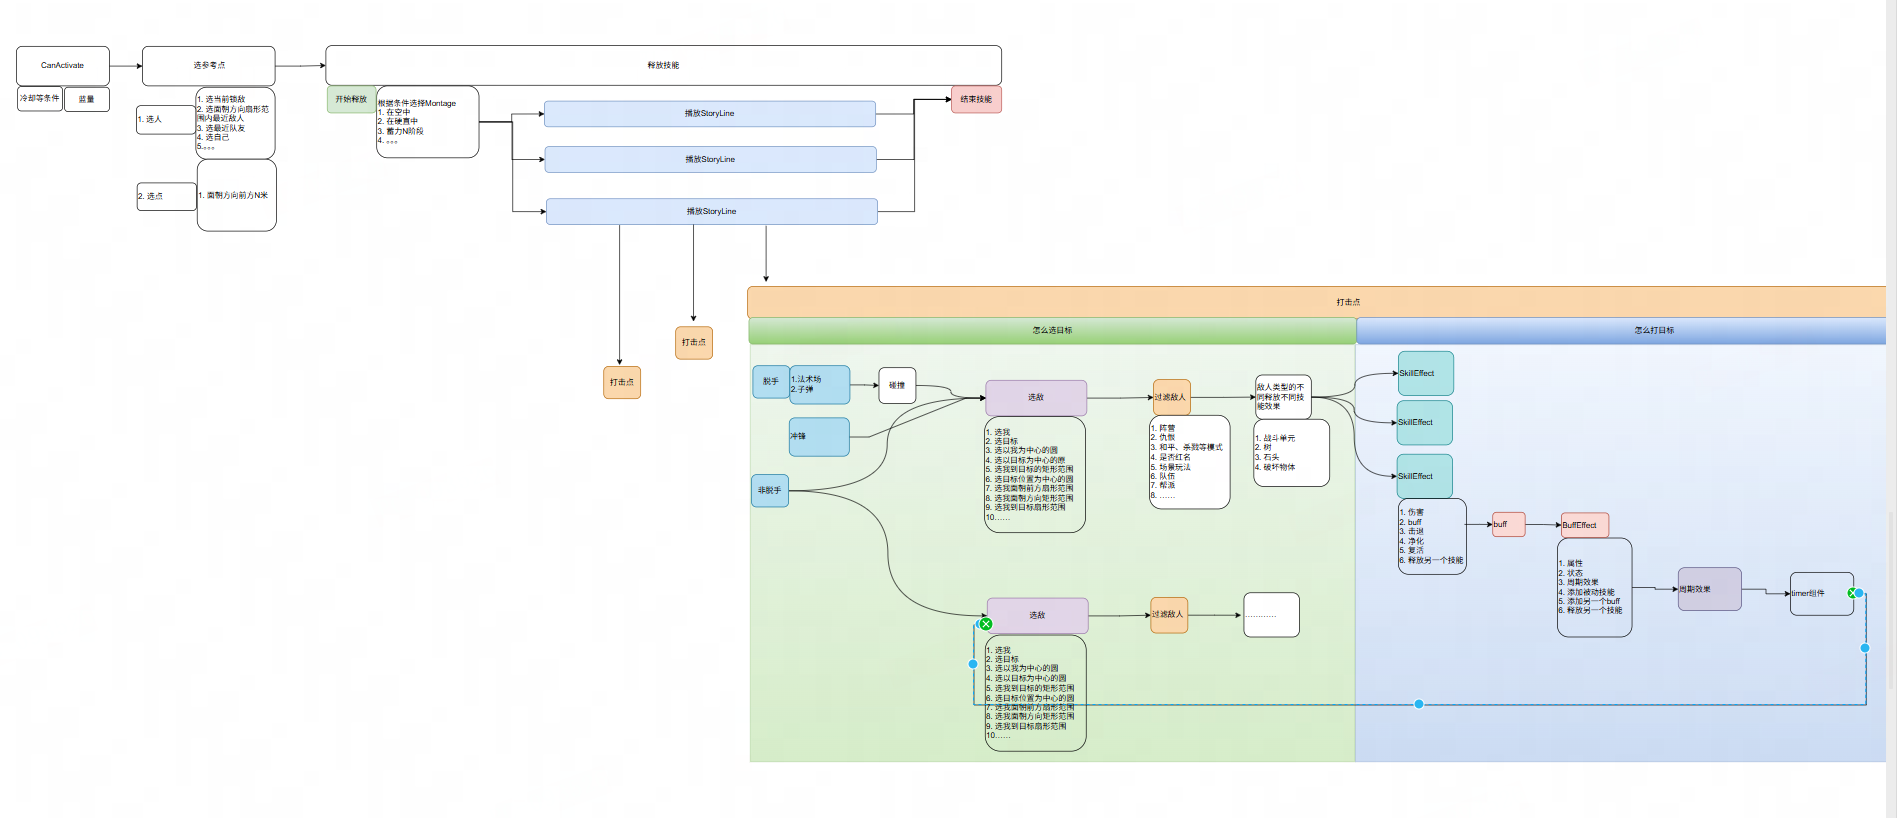 CanActivate
选参考点
释放技能
冷却等条件
蓝量
1. 选人
1. 选当前锁敌
2. 选面朝方向扇形范
围内最近敌人
3. 选最近队友
4. 选自己
5.。。。
2. 选点
1. 面朝方向前方N米
开始释放
根据条件选择Montage
1. 在空中
2. 在硬直中
3. 蓄力N阶段
4. 。。。
播放StoryLine
播放StoryLine
播放StoryLine
结束技能
打击点
打击点
打击点
怎么选目标
怎么打目标
脱手
1.法术场
2.子弹
碰撞
冲锋
非脱手
选敌
1. 选我
2. 选目标
3. 选以我为中心的圆
4. 选以目标为中心的原
5. 选我到目标的矩形范围
6. 选目标位置为中心的圆
7. 选我面朝前方扇形范围
8. 选我面朝方向矩形范围
9. 选我到目标扇形范围
10......
过滤敌人
1. 阵营
2. 仇恨
3. 和平、杀戮等模式
4. 是否红名
5. 场景玩法
6. 队伍
7. 帮派
8. ......
敌人类型的不
同释放不同技
能效果
1. 战斗单元
2. 树
3. 石头
4. 破坏物体
SkillEffect
SkillEffect
SkillEffect
1. 伤害
2. buff
3. 击退
4. 净化
5. 复活
6. 释放另一个技能
buff
BuffEffect
1. 属性
2. 状态
3. 周期效果
4. 添加被动技能
5. 添加另一个buff
6. 释放另一个技能
周期效果
timer组件
选敌
1. 选我
2. 选目标
3. 选以我为中心的圆
4. 选以目标为中心的圆
5. 选我到目标的矩形范围
6. 选目标位置为中心的圆
7. 选我面朝前方扇形范围
8. 选我面朝方向矩形范围
9. 选我到目标扇形范围
10......
过滤敌人
............